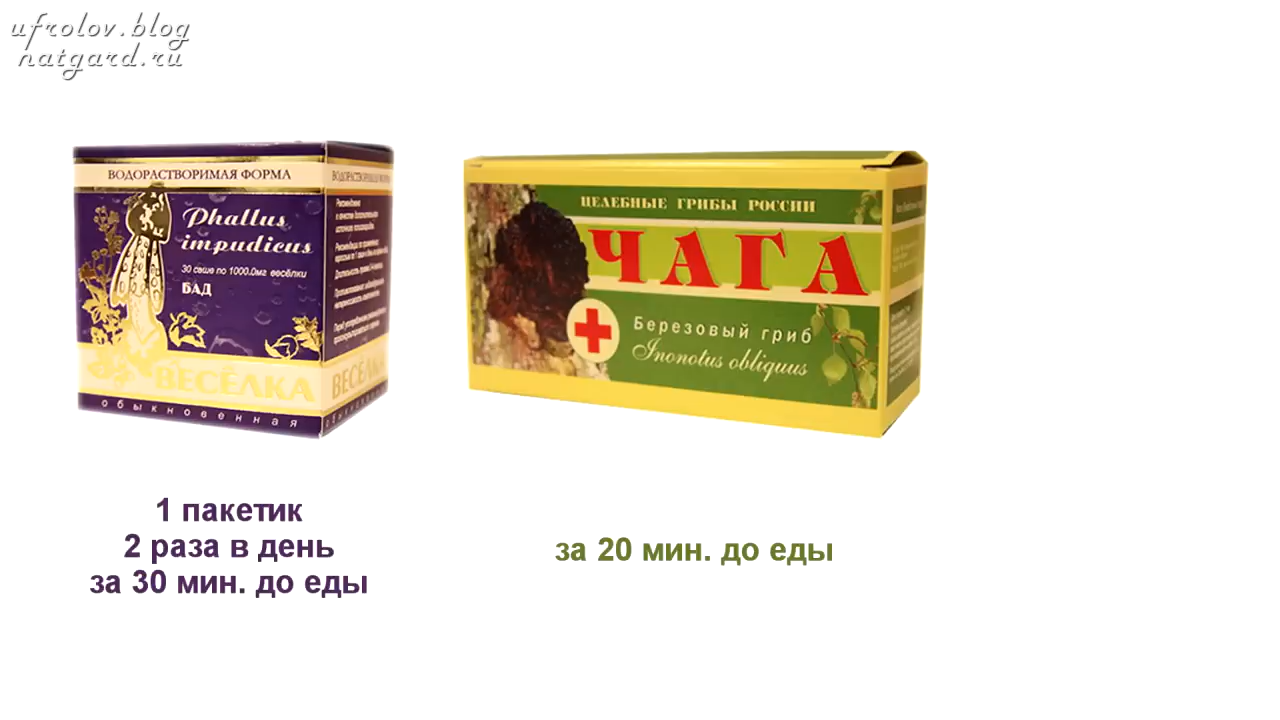 ufrolov.blog
natgard.ru
ВОДОРАСТВОРИМАЯ ФОРМА
Phallus
impudicus
30 саше по 1000.0мг весёлки
БАД
ВЕСЁЛКА
обыкновенная
ВЕСЁЛКА
ЦЕЛЕБНЫЕ ГРИБЫ РОССИИ
ЧАГА
Березовый гриб
Inonotus obliquus
1 пакетик
2 раза в день
за 30 мин. до еды
за 20 мин. до еды